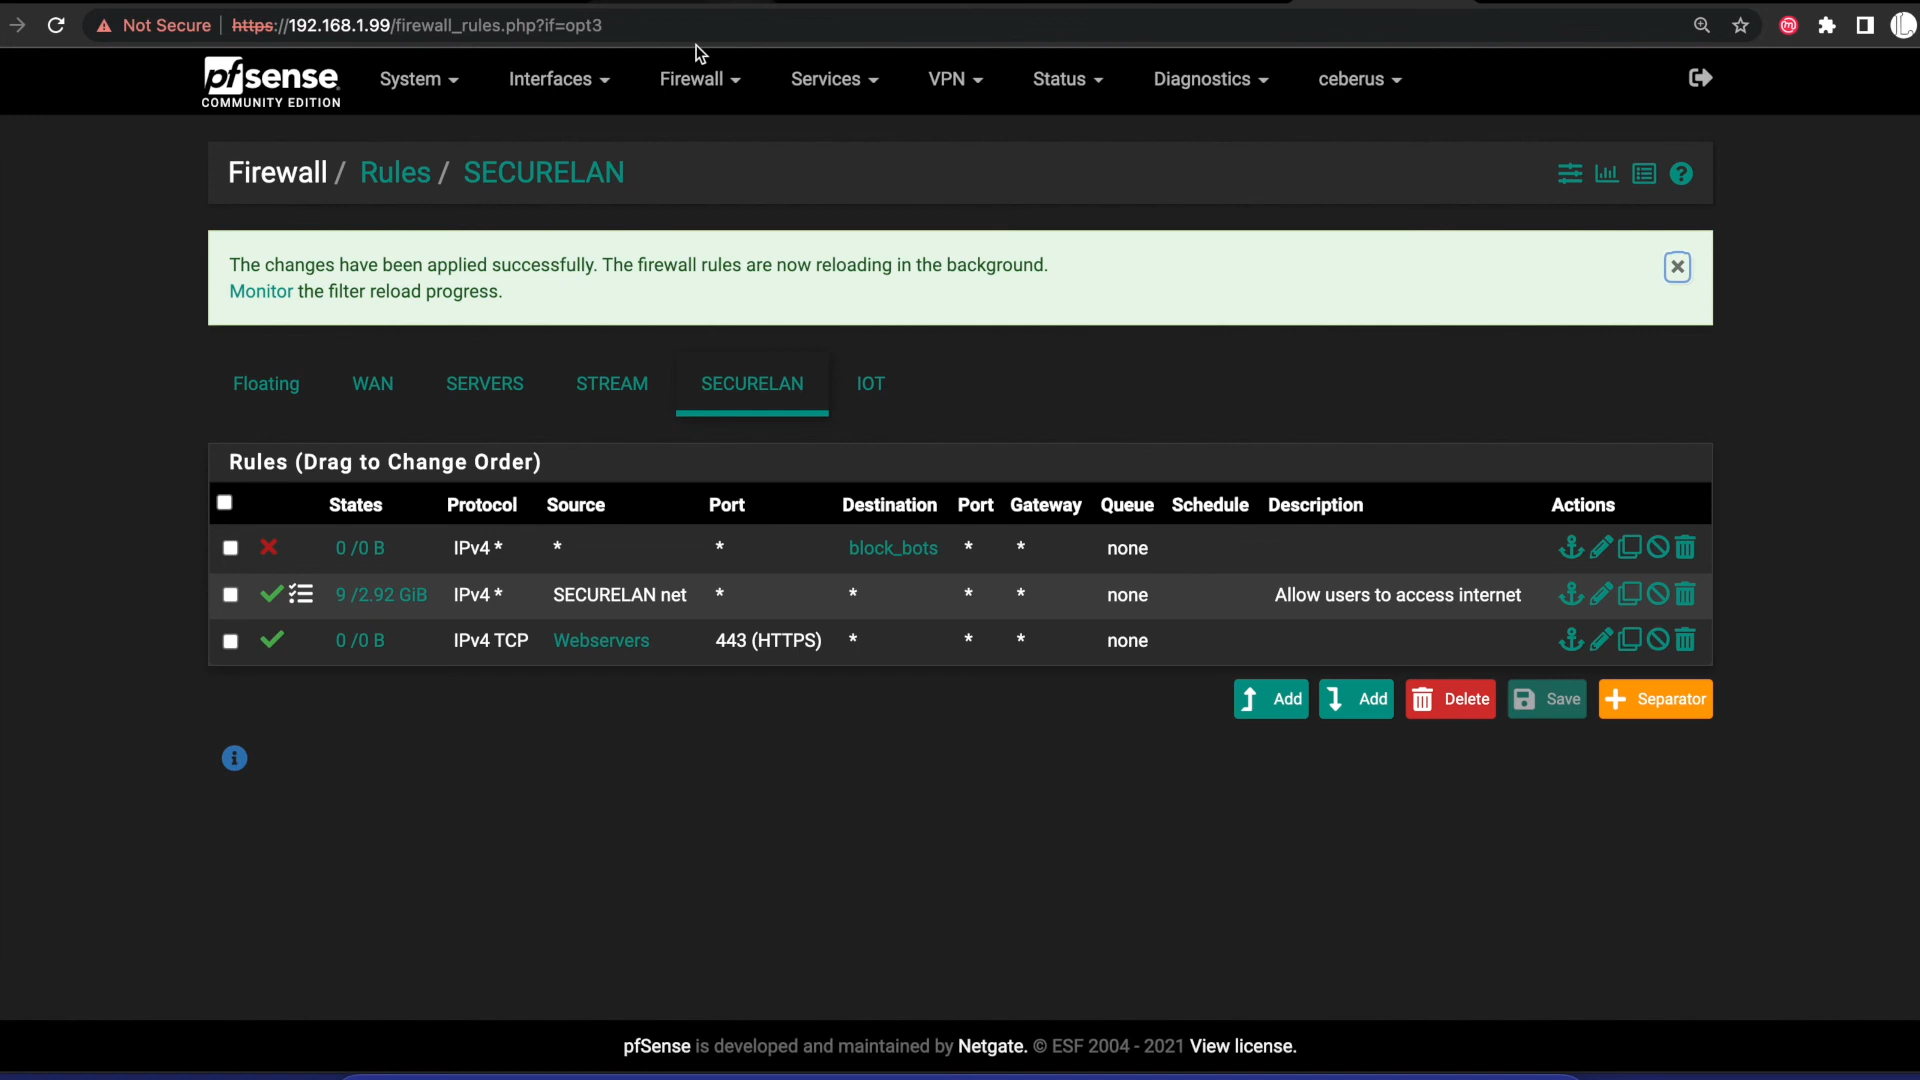 Not Secure https://192.168.1.99/firewall_rules.php?if=opt3
pfsense COMMUNITY EDITION System Interfaces Firewall Services VPN Status Diagnostics ceberus
Firewall / Rules / SECURELAN
The changes have been applied successfully. The firewall rules are now reloading in the background.
Monitor the filter reload progress.
Floating WAN SERVERS STREAM SECURELAN IOT
Rules (Drag to Change Order)
States Protocol Source Port Destination Port Gateway Queue Schedule Description Actions
0 /0 B IPv4 * * * block_bots * * none
9 /2.92 GiB IPv4 * SECURELAN net * * * * none Allow users to access internet
0 /0 B IPv4 TCP Webservers 443 (HTTPS) * * * none
Add Add Delete Save Separator
pfSense is developed and maintained by Netgate. © ESF 2004 - 2021 View license.